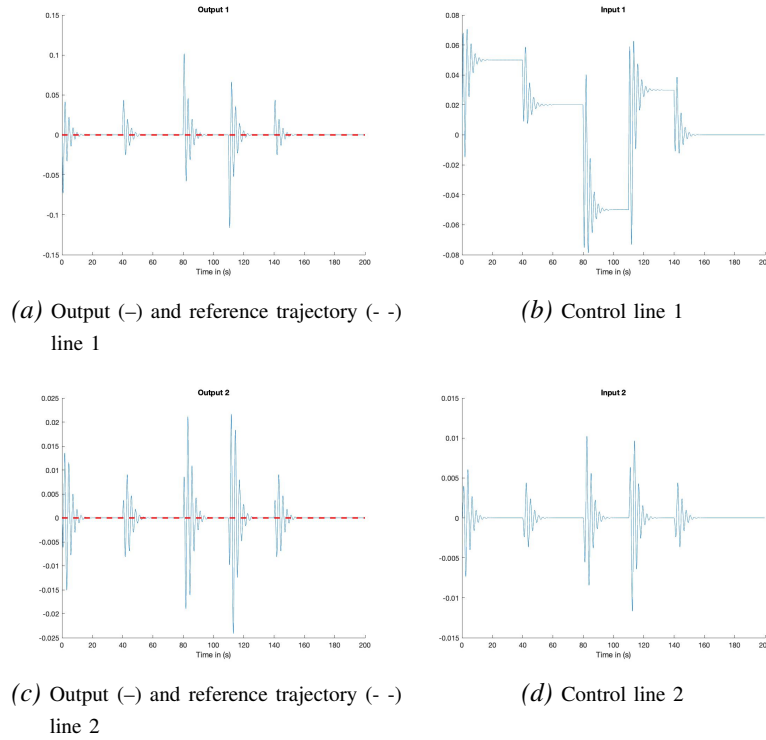 Output 1
0.15
0.1
0.05
0
-0.05
-0.1
-0.15
0 20 40 60 80 100 120 140 160 180 200
Time in (s)
(a) Output (–) and reference trajectory (- -)
line 1
Input 1
0.08
0.06
0.04
0.02
0
-0.02
-0.04
-0.06
-0.08
0 20 40 60 80 100 120 140 160 180 200
Time in (s)
(b) Control line 1
Output 2
0.025
0.02
0.015
0.01
0.005
0
-0.005
-0.01
-0.015
-0.02
-0.025
0 20 40 60 80 100 120 140 160 180 200
Time in (s)
(c) Output (–) and reference trajectory (- -)
line 2
Input 2
0.015
0.01
0.005
0
-0.005
-0.01
-0.015
0 20 40 60 80 100 120 140 160 180 200
Time in (s)
(d) Control line 2